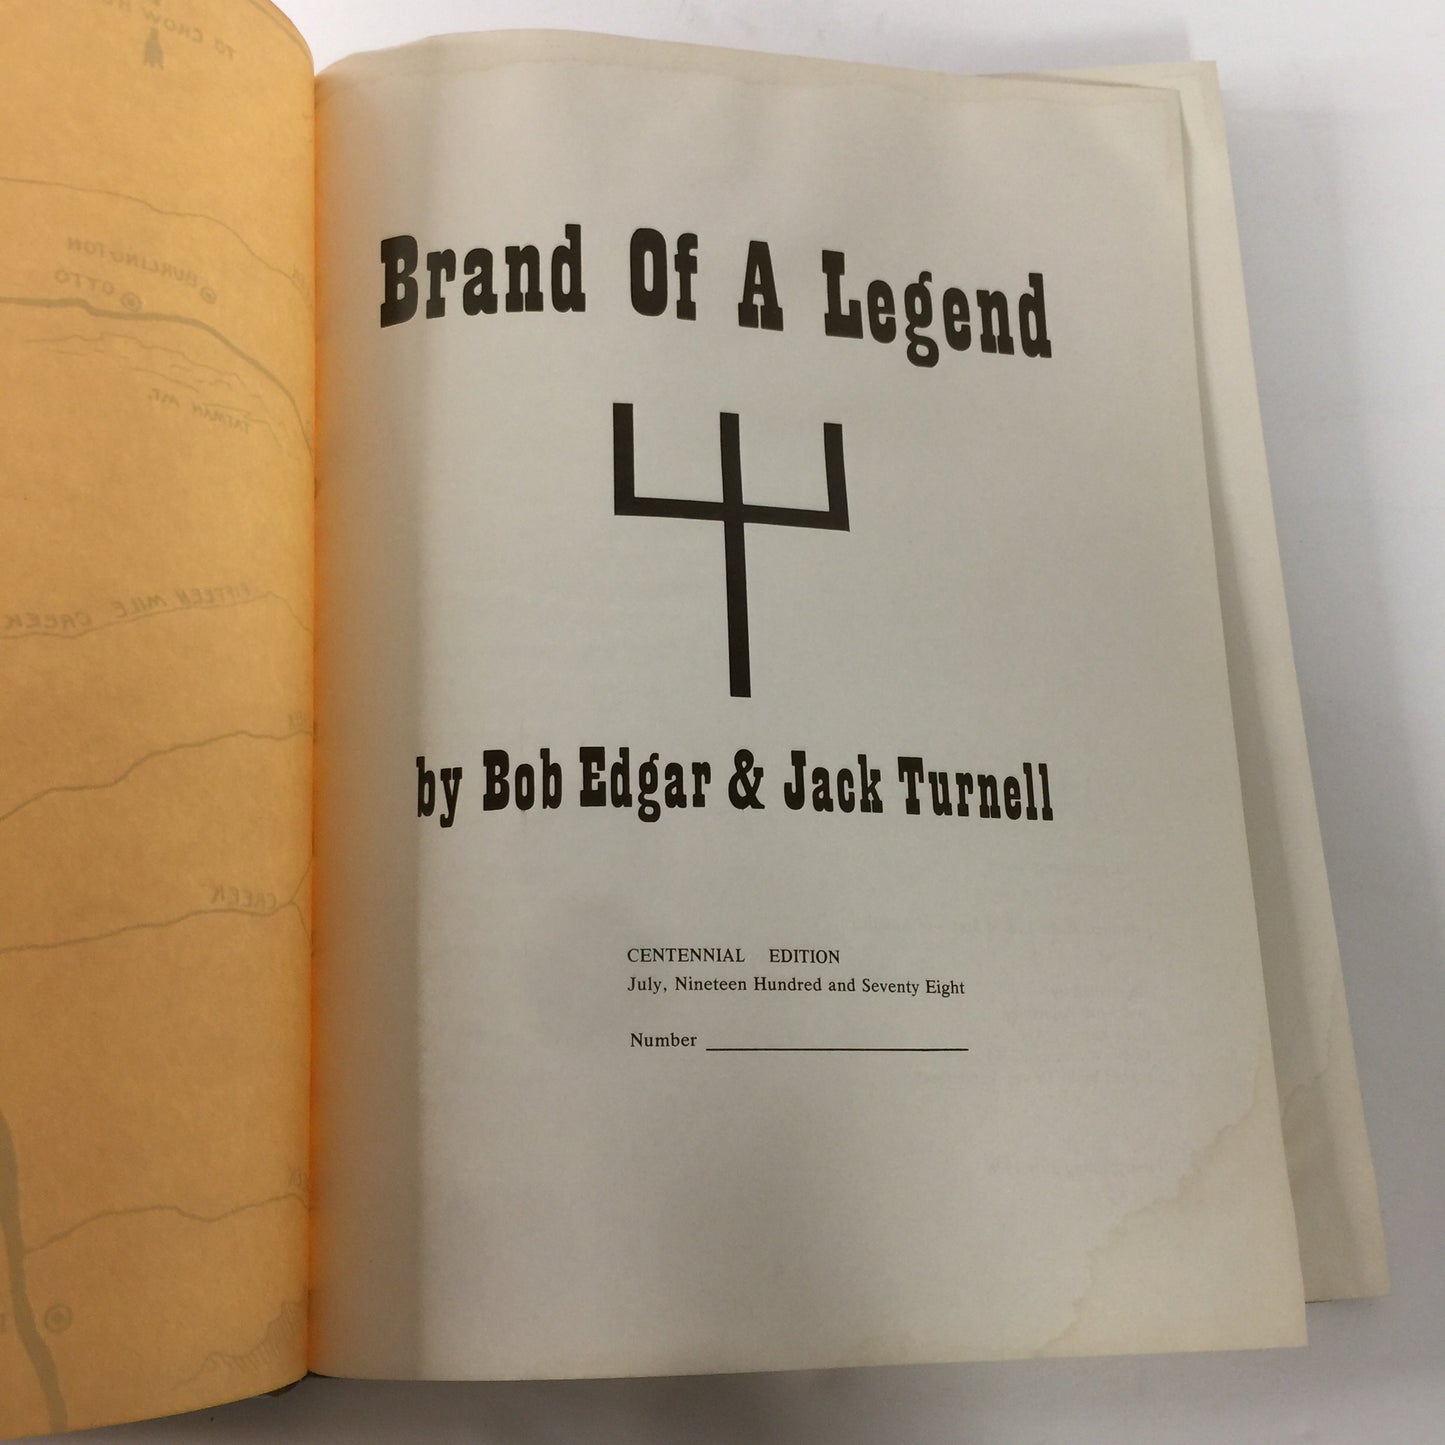 TO CROW
BURLINGTON
OTTO
TATMAN MT.
FIFTEEN MILE CREEK
CREEK
Brand Of A Legend
by Bob Edgar & Jack Turnell
CENTENNIAL EDITION
July, Nineteen Hundred and Seventy Eight
Number